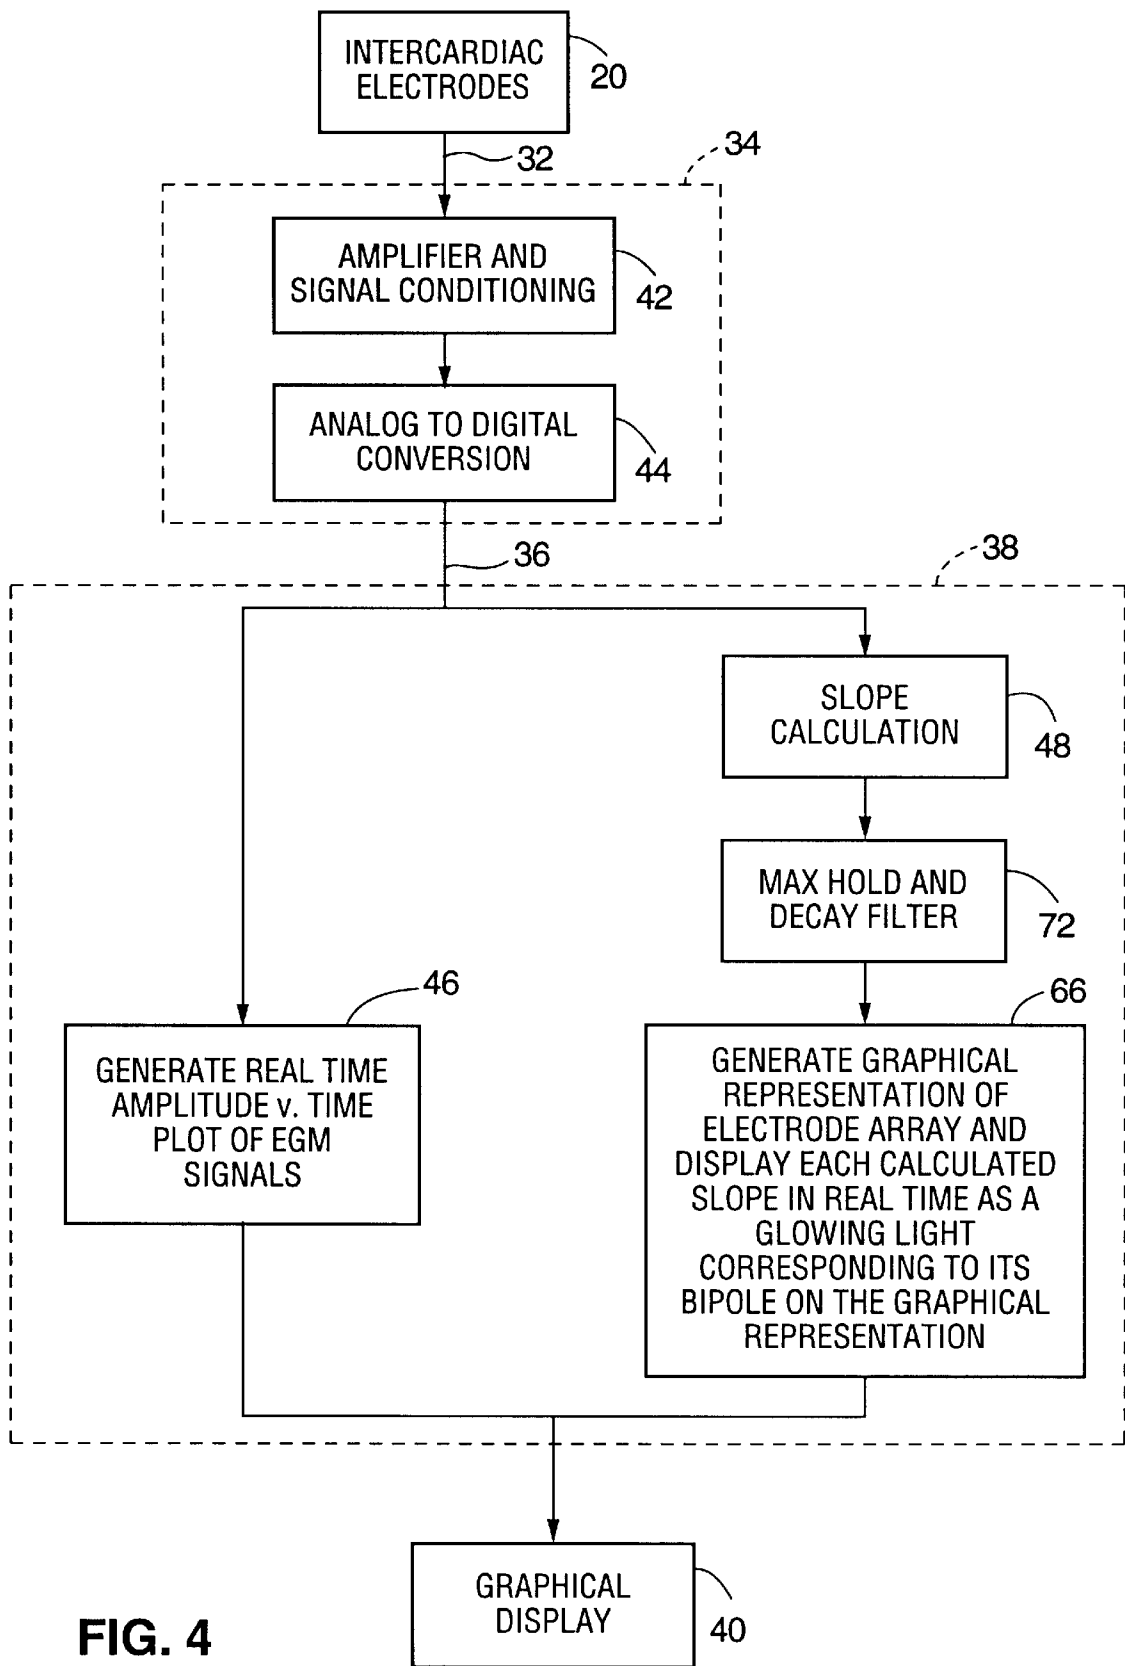 INTERCARDIAC
ELECTRODES
20
32
34
AMPLIFIER AND
SIGNAL CONDITIONING
42
ANALOG TO DIGITAL
CONVERSION
44
36
38
SLOPE
CALCULATION
48
MAX HOLD AND
DECAY FILTER
72
46
GENERATE REAL TIME
AMPLITUDE v. TIME
PLOT OF EGM
SIGNALS
66
GENERATE GRAPHICAL
REPRESENTATION OF
ELECTRODE ARRAY AND
DISPLAY EACH CALCULATED
SLOPE IN REAL TIME AS A
GLOWING LIGHT
CORRESPONDING TO ITS
BIPOLE ON THE GRAPHICAL
REPRESENTATION
GRAPHICAL
DISPLAY
40
FIG. 4